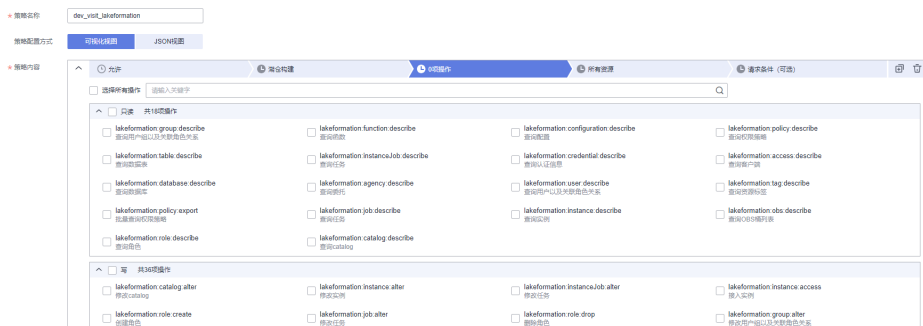 * 策略名称 dev_visit_lakeformation
策略配置方式 可视化视图 JSON视图
* 策略内容 允许 湖仓构建 0项操作 所有资源 请求条件（可选）
选择所有操作 请输入关键字
只读 共18项操作
lakeformation:group:describe lakeformation:function:describe lakeformation:configuration:describe lakeformation:policy:describe
查询用户组以及关联角色关系 查询函数 查询配置 查询权限策略
lakeformation:table:describe lakeformation:instanceJob:describe lakeformation:credential:describe lakeformation:access:describe
查询数据表 查询任务 查询认证信息 查询客户端
lakeformation:database:describe lakeformation:agency:describe lakeformation:user:describe lakeformation:tag:describe
查询数据库 查询委托 查询用户以及关联角色关系 查询资源标签
lakeformation:policy:export lakeformation:job:describe lakeformation:instance:describe lakeformation:obs:describe
批量查询权限策略 查询任务 查询实例 查询OBS桶列表
lakeformation:role:describe lakeformation:catalog:describe
查询角色 查询catalog
写 共36项操作
lakeformation:catalog:alter lakeformation:instance:alter lakeformation:instanceJob:alter lakeformation:instance:access
修改catalog 修改实例 修改任务 接入实例
lakeformation:role:create lakeformation:job:alter lakeformation:role:drop lakeformation:group:alter
创建角色 修改任务 删除角色 修改用户组以及关联角色关系